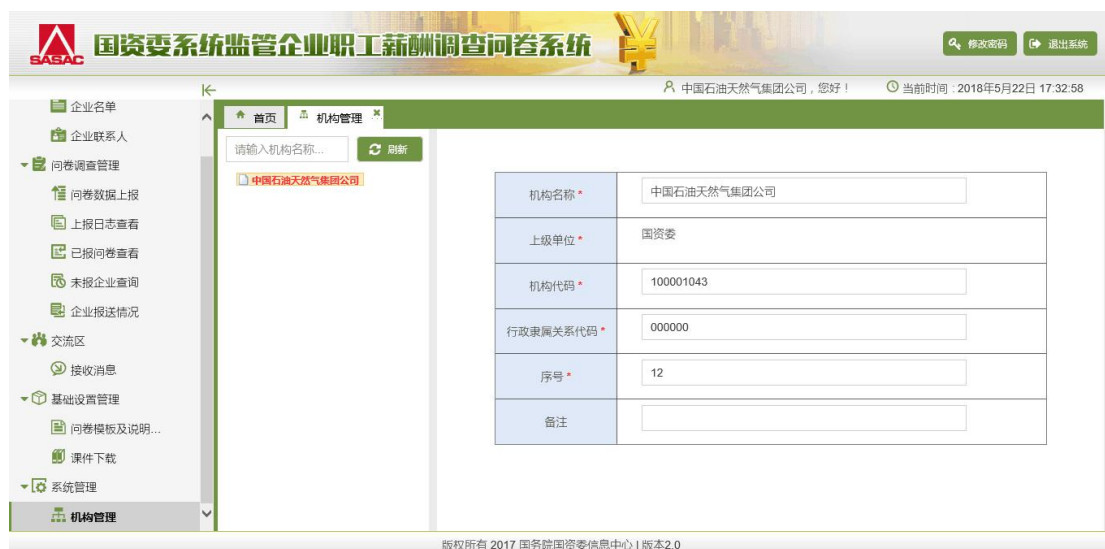 SASAC 国资委系统监管企业职工薪酬调查问卷系统
修改密码 退出系统
中国石油天然气集团公司,您好! 当前时间:2018年5月22日 17:32:58
企业名单
企业联系人
问卷调查管理
问卷数据上报
上报日志查看
已报问卷查看
未报企业查询
企业报送情况
交流区
接收消息
基础设置管理
问卷模板及说明...
课件下载
系统管理
机构管理
首页 机构管理
请输入机构名称... 刷新
中国石油天然气集团公司
机构名称* 中国石油天然气集团公司
上级单位* 国资委
机构代码* 100001043
行政隶属关系代码* 000000
序号* 12
备注
版权所有 2017 国务院国资委信息中心 | 版本2.0